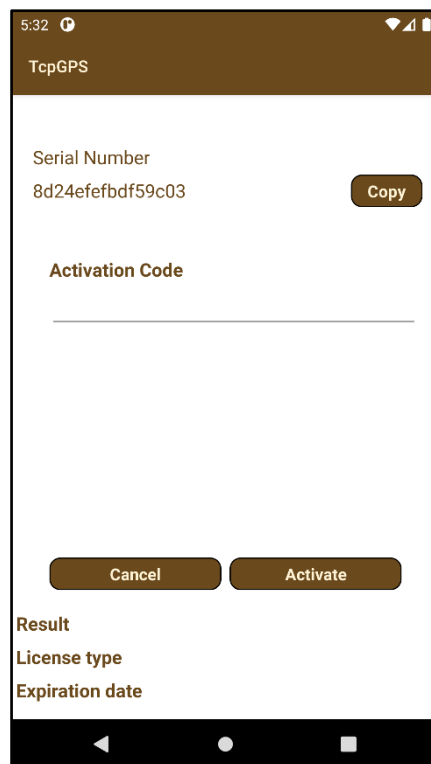 5:32
TcpGPS
Serial Number
8d24efefbdf59c03
Copy
Activation Code
Cancel
Activate
Result
License type
Expiration date